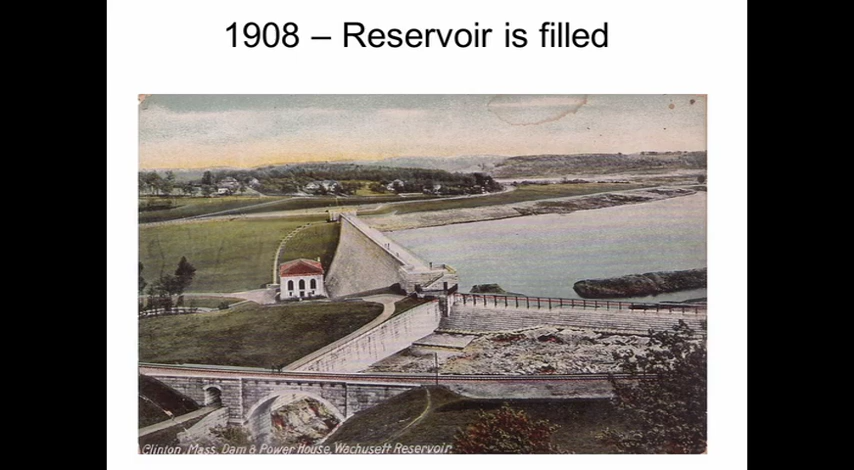 1908 – Reservoir is filled
Clinton, Mass. Dam & Power House, Wachusett Reservoir.